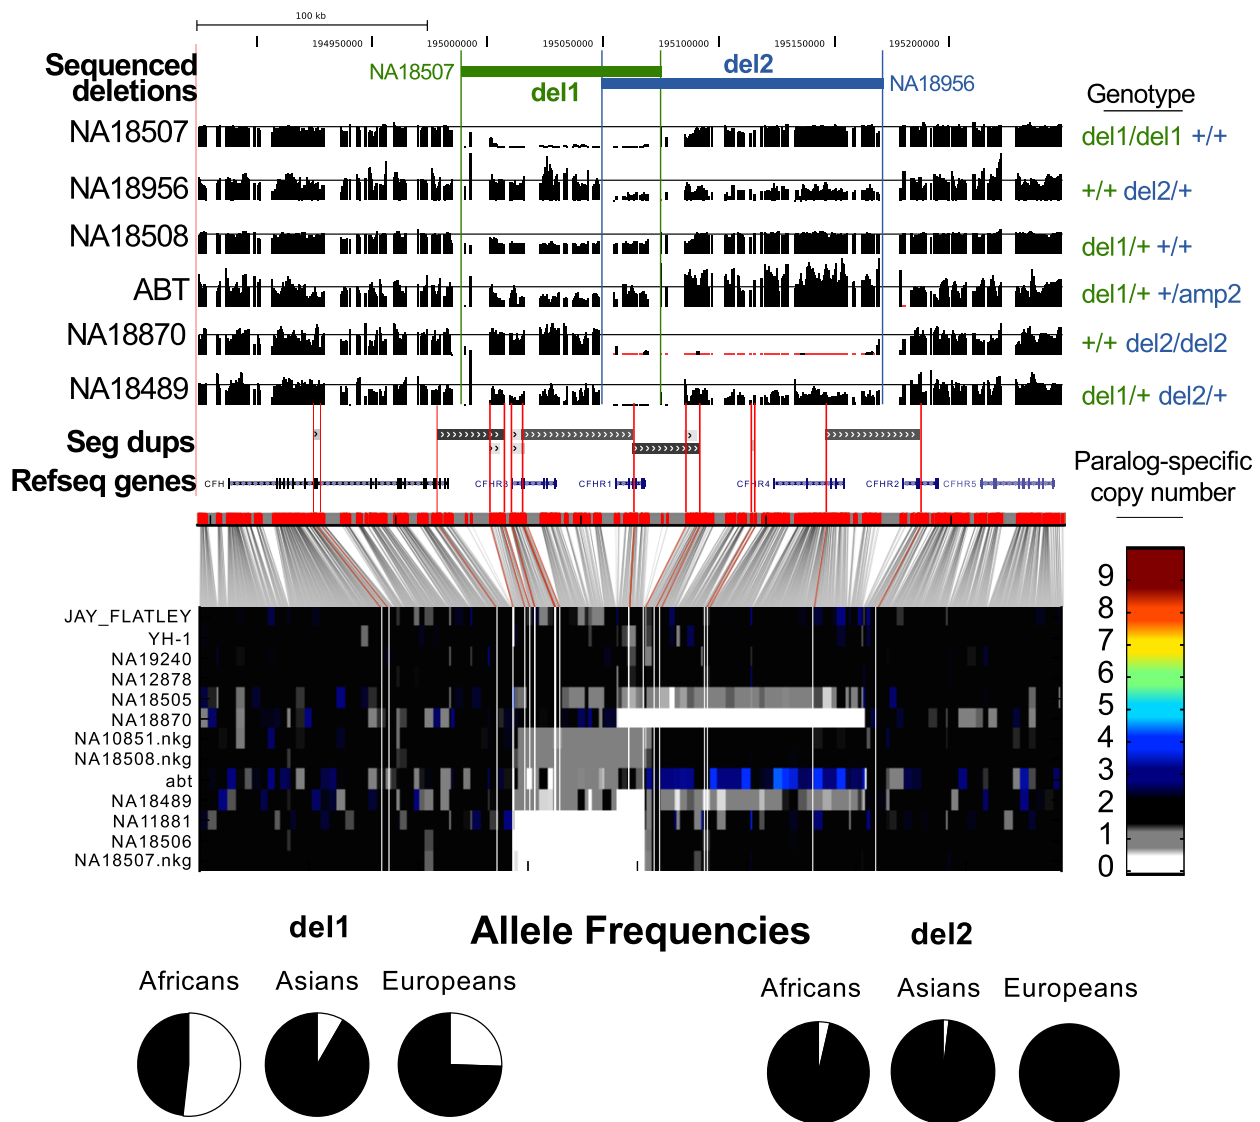 100 kb
194950000
195000000
195050000
195100000
195150000
195200000
Sequenced
deletions
NA18507
del1
del2
NA18956
Genotype
NA18507
del1/del1 +/+
NA18956
+/+ del2/+
NA18508
del1/+ +/+
ABT
del1/+ +/amp2
NA18870
+/+ del2/del2
NA18489
del1/+ del2/+
Seg dups
Refseq genes
CFH
CFHR3
CFHR1
CFHR4
CFHR2
CFHR5
Paralog-specific
copy number
9
8
7
6
5
4
3
2
1
0
JAY_FLATLEY
YH-1
NA19240
NA12878
NA18505
NA18870
NA10851.nkg
NA18508.nkg
abt
NA18489
NA11881
NA18506
NA18507.nkg
Allele Frequencies
del1
Africans
Asians
Europeans
del2
Africans
Asians
Europeans